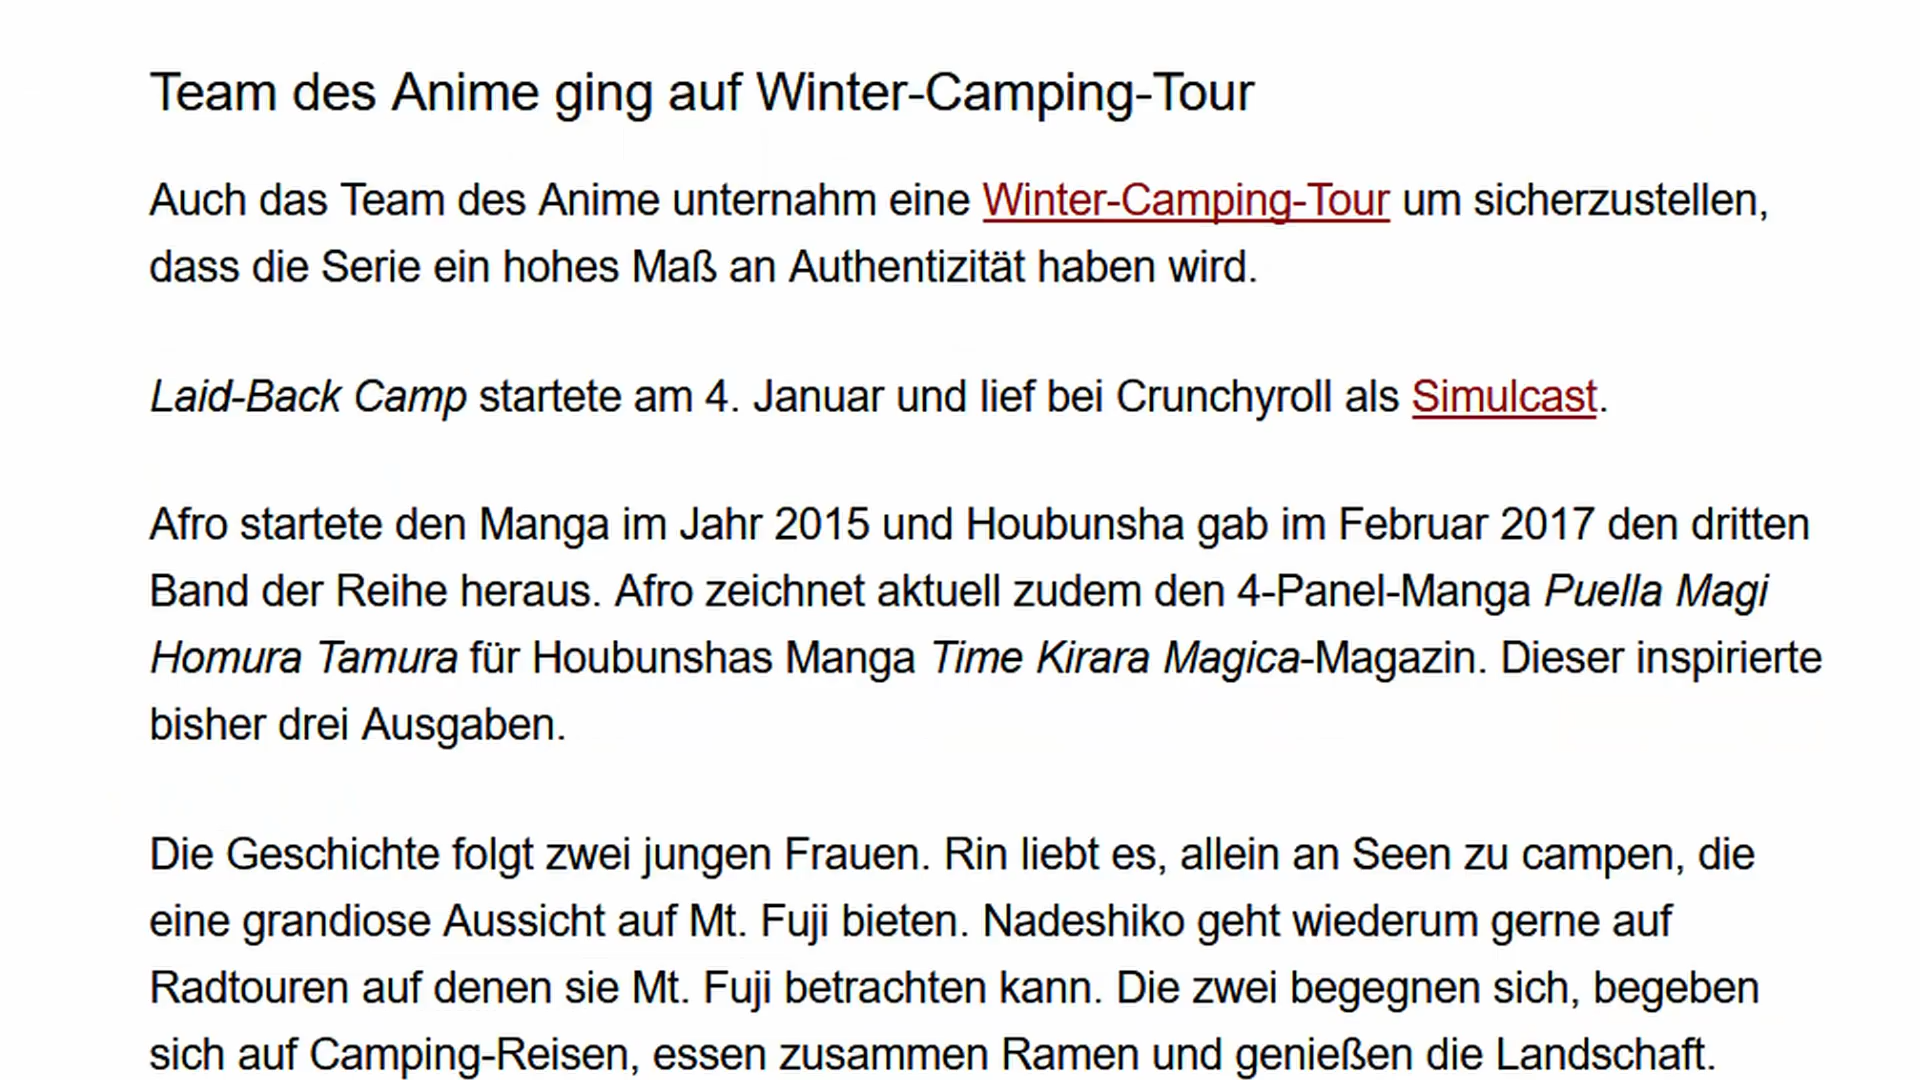 Team des Anime ging auf Winter-Camping-Tour
Auch das Team des Anime unternahm eine Winter-Camping-Tour um sicherzustellen,
dass die Serie ein hohes Maß an Authentizität haben wird.
Laid-Back Camp startete am 4. Januar und lief bei Crunchyroll als Simulcast.
Afro startete den Manga im Jahr 2015 und Houbunsha gab im Februar 2017 den dritten
Band der Reihe heraus. Afro zeichnet aktuell zudem den 4-Panel-Manga Puella Magi
Homura Tamura für Houbunshas Manga Time Kirara Magica-Magazin. Dieser inspirierte
bisher drei Ausgaben.
Die Geschichte folgt zwei jungen Frauen. Rin liebt es, allein an Seen zu campen, die
eine grandiose Aussicht auf Mt. Fuji bieten. Nadeshiko geht wiederum gerne auf
Radtouren auf denen sie Mt. Fuji betrachten kann. Die zwei begegnen sich, begeben
sich auf Camping-Reisen, essen zusammen Ramen und genießen die Landschaft.